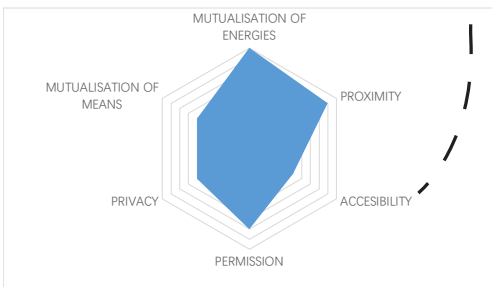 MUTUALISATION OF
ENERGIES
MUTUALISATION OF
MEANS
PROXIMITY
PRIVACY
ACCESIBILITY
PERMISSION